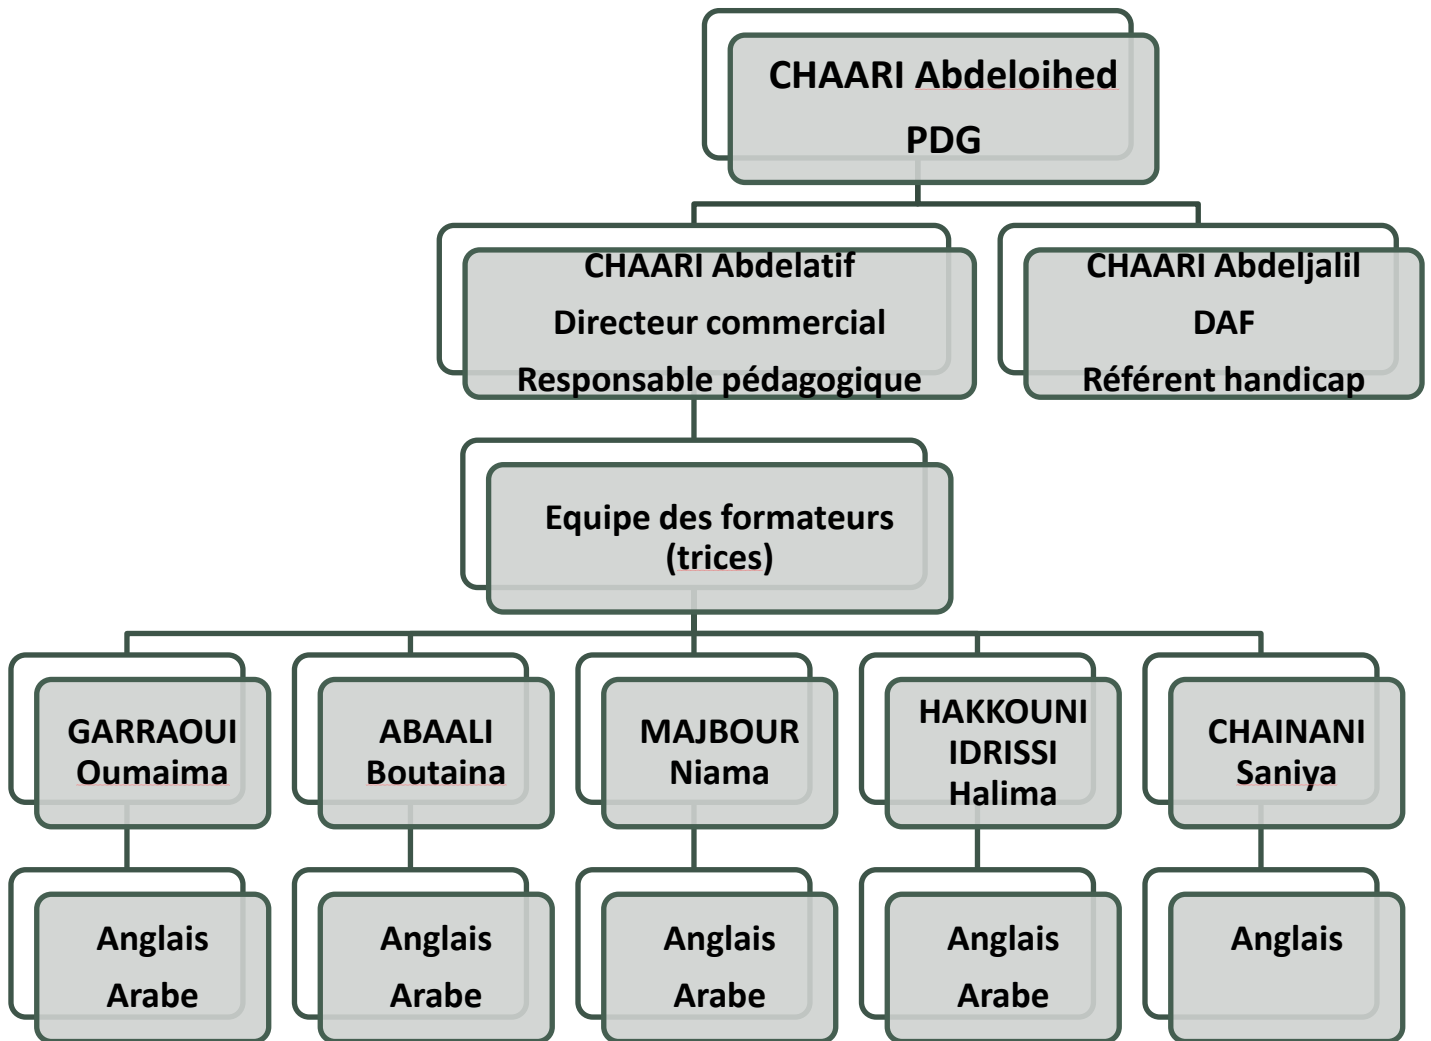 CHAARI Abdeloihed
PDG
CHAARI Abdelatif
Directeur commercial
Responsable pédagogique
CHAARI Abdeljalil
DAF
Référent handicap
Equipe des formateurs
(trices)
GARRAOUI
Oumaima
ABAALI
Boutaina
MAJBOUR
Niama
HAKKOUNI
IDRISSI
Halima
CHAINANI
Saniya
Anglais
Arabe
Anglais
Arabe
Anglais
Arabe
Anglais
Arabe
Anglais